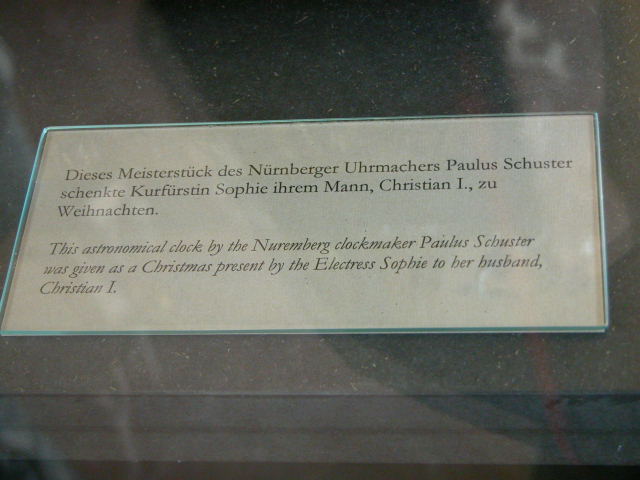 Dieses Meisterstück des Nürnberger Uhrmachers Paulus Schuster
schenkte Kurfürstin Sophie ihrem Mann, Christian I., zu
Weihnachten.
This astronomical clock by the Nuremberg clockmaker Paulus Schuster
was given as a Christmas present by the Electress Sophie to her husband,
Christian I.